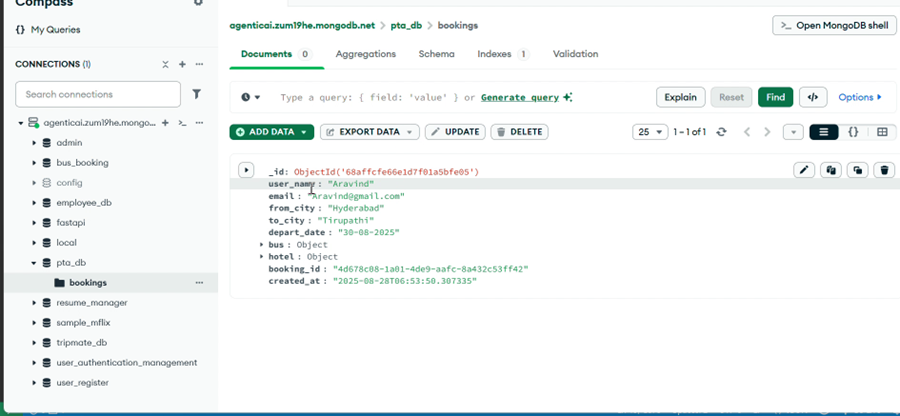 Compass
{} My Queries
CONNECTIONS (1)
Search connections
agenticai.zum19he.mongo...
admin
bus_booking
config
employee_db
fastapi
local
pta_db
bookings
resume_manager
sample_mflix
tripmate_db
user_authentication_management
user_register
agenticai.zum19he.mongodb.net > pta_db > bookings
>_ Open MongoDB shell
Documents 0 Aggregations Schema Indexes 1 Validation
Type a query: { field: 'value' } or Generate query
Explain Reset Find </> Options
ADD DATA EXPORT DATA UPDATE DELETE
25 1–1 of 1 {}
_id: ObjectId('68affcfe66e1d7f01a5bfe05')
user_name : "Aravind"
email : "Aravind@gmail.com"
from_city : "Hyderabad"
to_city : "Tirupathi"
depart_date : "30-08-2025"
bus : Object
hotel : Object
booking_id : "4d678c08-1a01-4de9-aafc-8a432c53ff42"
created_at : "2025-08-28T06:53:50.307335"